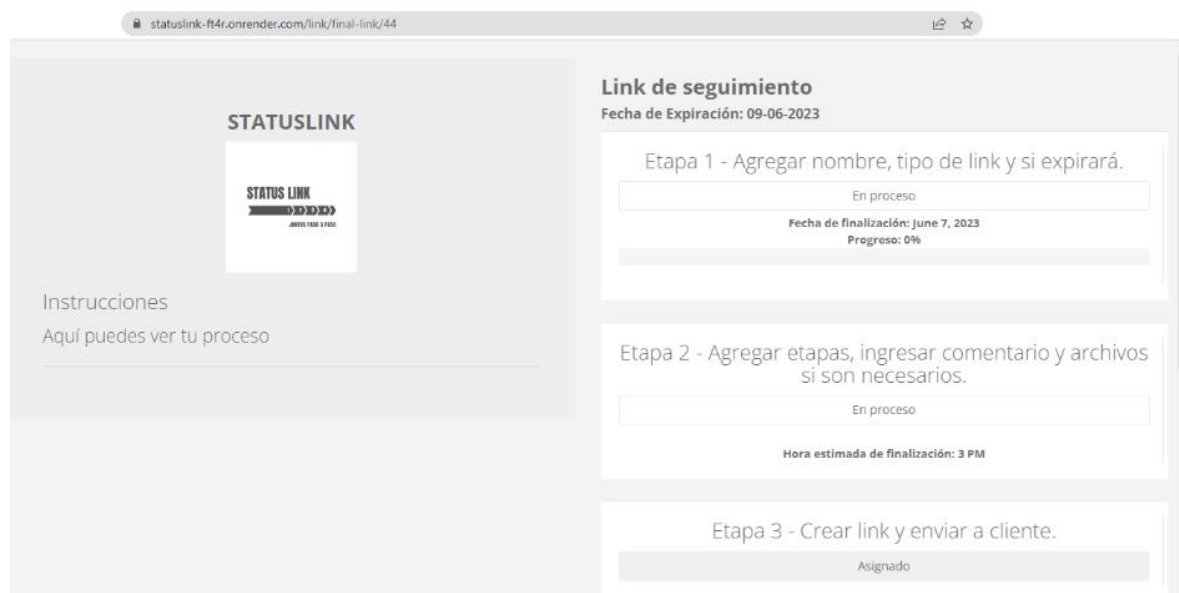 statuslink-ft4r.onrender.com/link/final-link/44
STATUSLINK
STATUS LINK
JUNTOS PASO A PASO
Instrucciones
Aquí puedes ver tu proceso
Link de seguimiento
Fecha de Expiración: 09-06-2023
Etapa 1 - Agregar nombre, tipo de link y si expirará.
En proceso
Fecha de finalización: June 7, 2023
Progreso: 0%
Etapa 2 - Agregar etapas, ingresar comentario y archivos
si son necesarios.
En proceso
Hora estimada de finalización: 3 PM
Etapa 3 - Crear link y enviar a cliente.
Asignado